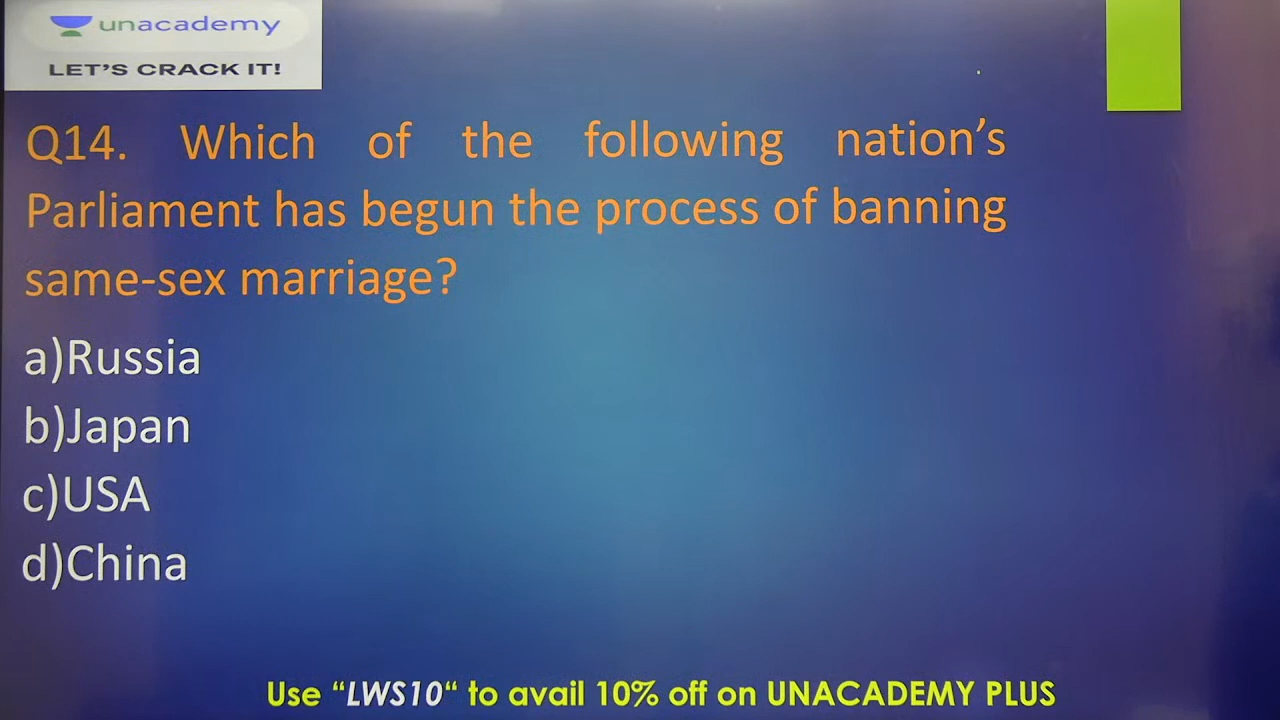 unacademy
LET'S CRACK IT!
Q14. Which of the following nation's
Parliament has begun the process of banning
same-sex marriage?
a)Russia
b)Japan
c)USA
d)China
Use “LWS10“ to avail 10% off on UNACADEMY PLUS